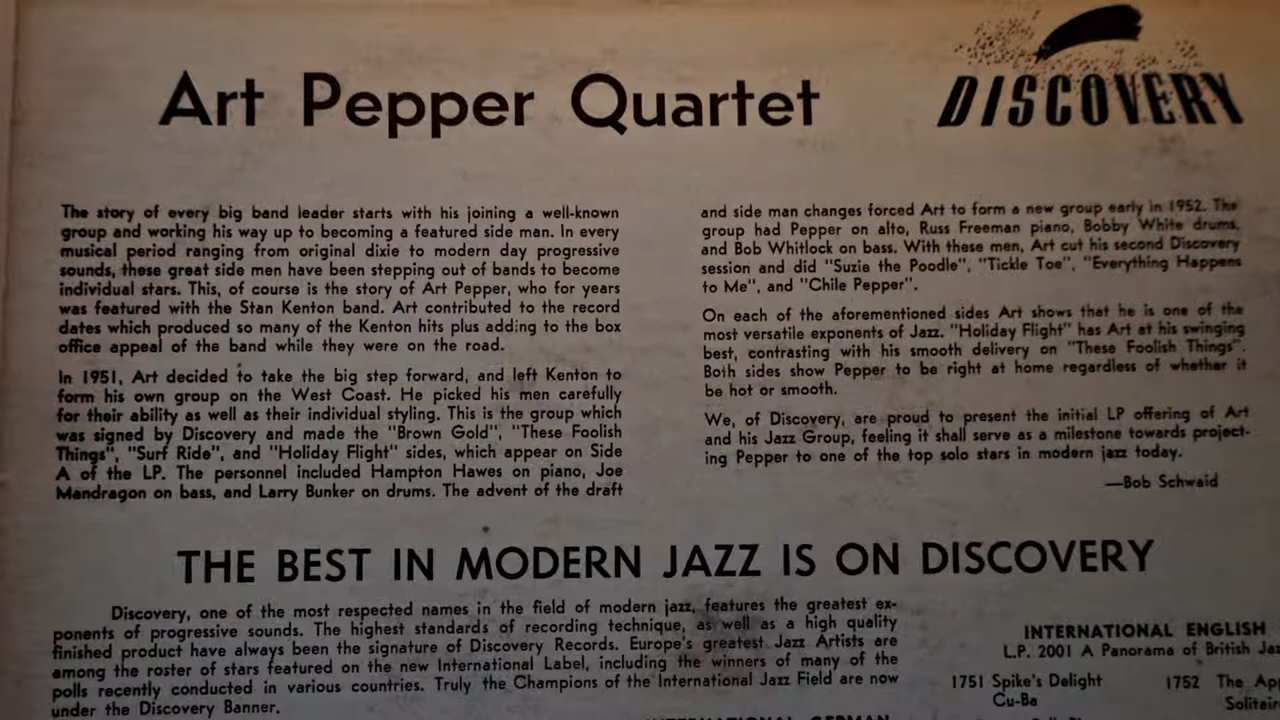 Art Pepper Quartet
DISCOVERY
The story of every big band leader starts with his joining a well-known
group and working his way up to becoming a featured side man. In every
musical period ranging from original dixie to modern day progressive
sounds, these great side men have been stepping out of bands to become
individual stars. This, of course is the story of Art Pepper, who for years
was featured with the Stan Kenton band. Art contributed to the record
dates which produced so many of the Kenton hits plus adding to the box
office appeal of the band while they were on the road.
In 1951, Art decided to take the big step forward, and left Kenton to
form his own group on the West Coast. He picked his men carefully
for their ability as well as their individual styling. This is the group which
was signed by Discovery and made the "Brown Gold", "These Foolish
Things", "Surf Ride", and "Holiday Flight" sides, which appear on Side
A of the LP. The personnel included Hampton Hawes on piano, Joe
Mandragon on bass, and Larry Bunker on drums. The advent of the draft
and side man changes forced Art to form a new group early in 1952. The
group had Pepper on alto, Russ Freeman piano, Bobby White drums,
and Bob Whitlock on bass. With these men, Art cut his second Discovery
session and did "Suzie the Poodle", "Tickle Toe", "Everything Happens
to Me", and "Chile Pepper".
On each of the aforementioned sides Art shows that he is one of the
most versatile exponents of Jazz. "Holiday Flight" has Art at his swinging
best, contrasting with his smooth delivery on "These Foolish Things".
Both sides show Pepper to be right at home regardless of whether it
be hot or smooth.
We, of Discovery, are proud to present the initial LP offering of Art
and his Jazz Group, feeling it shall serve as a milestone towards project-
ing Pepper to one of the top solo stars in modern jazz today.
—Bob Schwaid
THE BEST IN MODERN JAZZ IS ON DISCOVERY
Discovery, one of the most respected names in the field of modern jazz, features the greatest ex-
ponents of progressive sounds. The highest standards of recording technique, as well as a high quality
finished product have always been the signature of Discovery Records. Europe's greatest Jazz Artists are
among the roster of stars featured on the new International Label, including the winners of many of the
polls recently conducted in various countries. Truly the Champions of the International Jazz Field are now
under the Discovery Banner.
INTERNATIONAL ENGLISH
L.P. 2001 A Panorama of British Jaz
1751 Spike's Delight
Cu-Ba
1752 The Ap
Solitair
INTERNATIONAL GERMAN